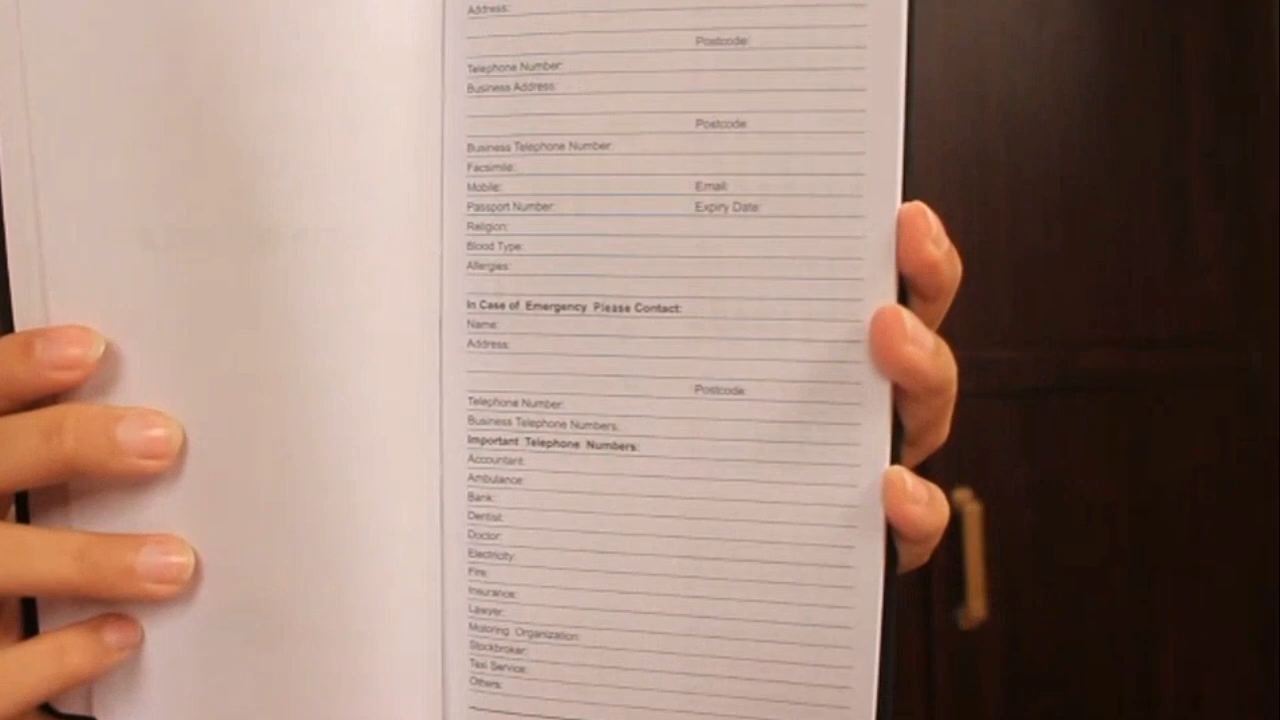 Address:
Postcode:
Telephone Number:
Business Address:
Postcode
Business Telephone Number:
Facsimile:
Mobile: Email:
Passport Number: Expiry Date:
Religion:
Blood Type:
Allergies:
In Case of Emergency Please Contact:
Name:
Address:
Postcode:
Telephone Number:
Business Telephone Numbers:
Important Telephone Numbers:
Accountant:
Ambulance:
Bank:
Dentist:
Doctor:
Electricity:
Fire:
Insurance:
Lawyer:
Motoring Organization:
Stockbroker:
Taxi Service:
Others: